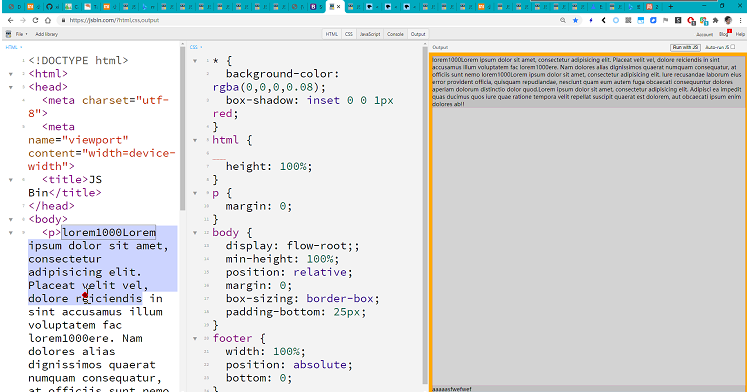 https://jsbin.com/?html,css,output
File
Add library
HTML
CSS
JavaScript
Console
Output
Account
Blog
Help
HTML
CSS
Output
Run with JS
Auto-run JS
<!DOCTYPE html>
<html>
<head>
<meta charset="utf-
8">
<meta
name="viewport"
content="width=device-
width">
<title>JS
Bin</title>
</head>
<body>
<p>lorem1000Lorem
ipsum dolor sit amet,
consectetur
adipisicing elit.
Placeat velit vel,
dolore reiciendis in
sint accusamus illum
voluptatem fac
lorem1000ere. Nam
dolores alias
dignissimos quaerat
numquam consequatur,
at officiis sunt nemo
* {
background-color:
rgba(0,0,0,0.08);
box-shadow: inset 0 0 1px
red;
}
html {
height: 100%;
}
p {
margin: 0;
}
body {
display: flow-root;;
min-height: 100%;
position: relative;
margin: 0;
box-sizing: border-box;
padding-bottom: 25px;
}
footer {
width: 100%;
position: absolute;
bottom: 0;
}
lorem1000Lorem ipsum dolor sit amet, consectetur adipisicing elit. Placeat velit vel, dolore reiciendis in sint
accusamus illum voluptatem fac lorem1000ere. Nam dolores alias dignissimos quaerat numquam consequatur, at
officiis sunt nemo lorem1000Lorem ipsum dolor sit amet, consectetur adipisicing elit. Iure recusandae laborum eius
error provident officia, quisquam repudiandae, nesciunt quam eum autem fuga obcaecati consequuntur dolores
aperiam dolorum distinctio dolor quod.Lorem ipsum dolor sit amet, consectetur adipisicing elit. Adipisci ea impedit
quas ducimus quos iure quae ratione tempora velit repellat suscipit quaerat est dolorem, aut obcaecati ipsum enim
dolores ab!!
aaaaasfwefwef